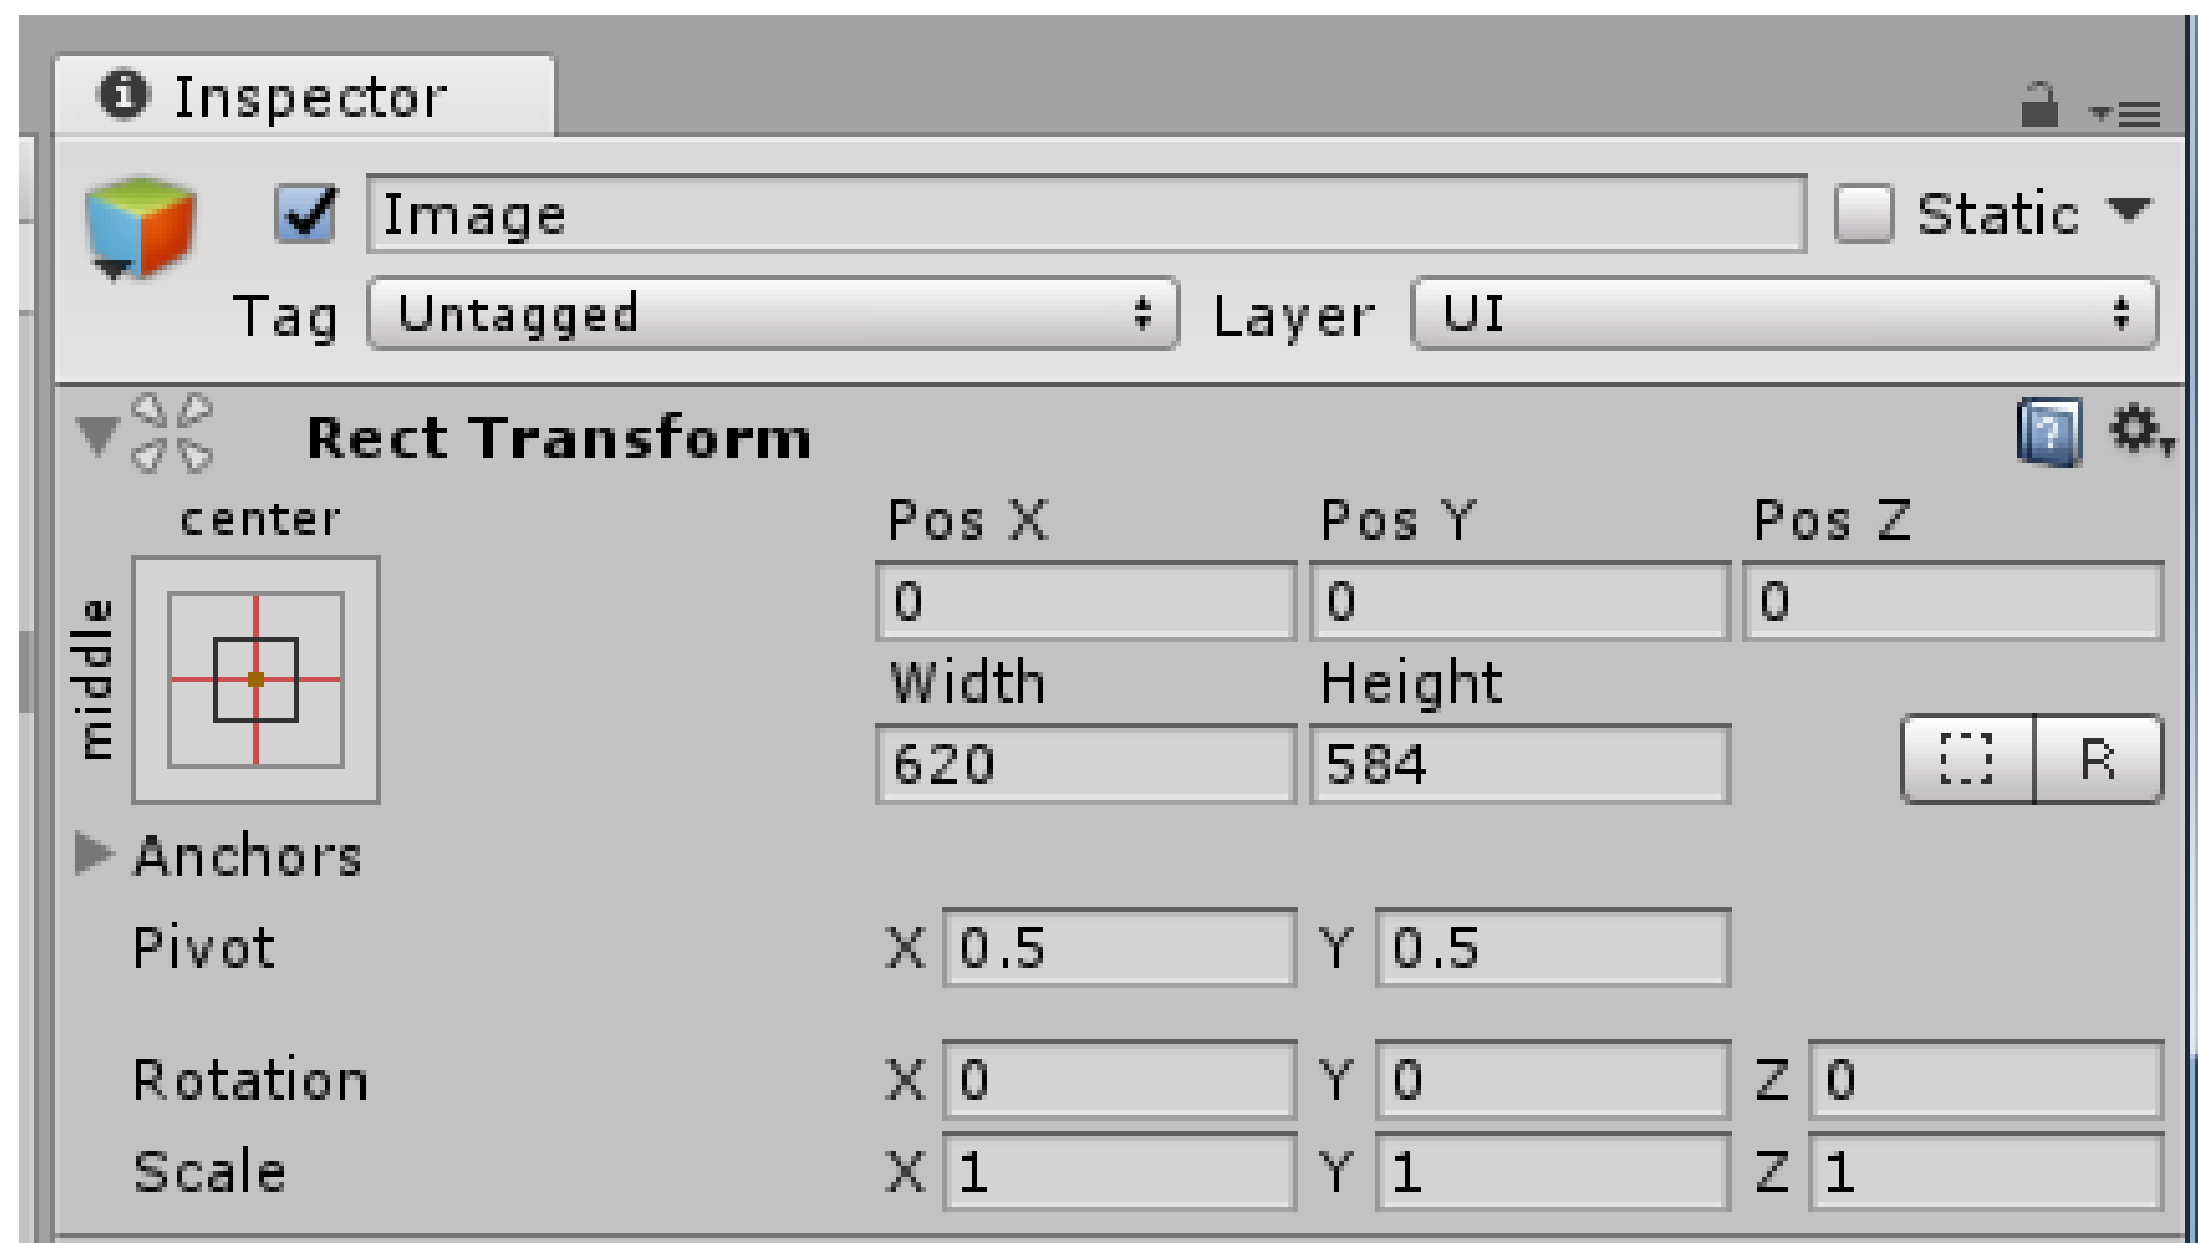 Inspector
Image Static
Tag Untagged Layer UI
Rect Transform
center Pos X Pos Y Pos Z
middle 0 0 0
Width Height
620 584 R
Anchors
Pivot X 0.5 Y 0.5
Rotation X 0 Y 0 Z 0
Scale X 1 Y 1 Z 1